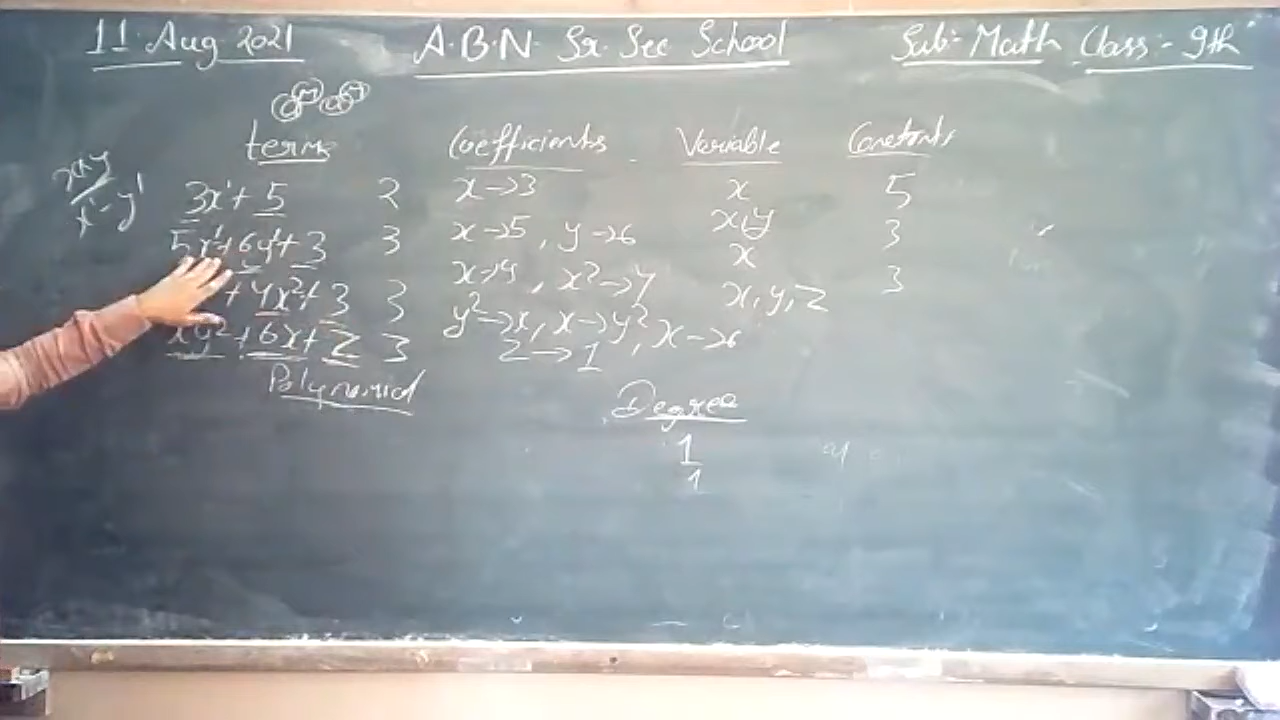 11 Aug 2021 A.B.N. Sr. Sec School Sub:- Math Class:- 9th
terms Coefficients Variable Constants
3x¹ + 5 2 x→3 x 5
5x¹ + 6y¹ + 3 3 x→5, y→6 x,y 3
+ 4x² + 3 3 x→9, x²→4 x 3
xy² + 6x + z 3 y²→x, x→y², x→6 x, y, z
z→1
Polynomial
Degree
1
1